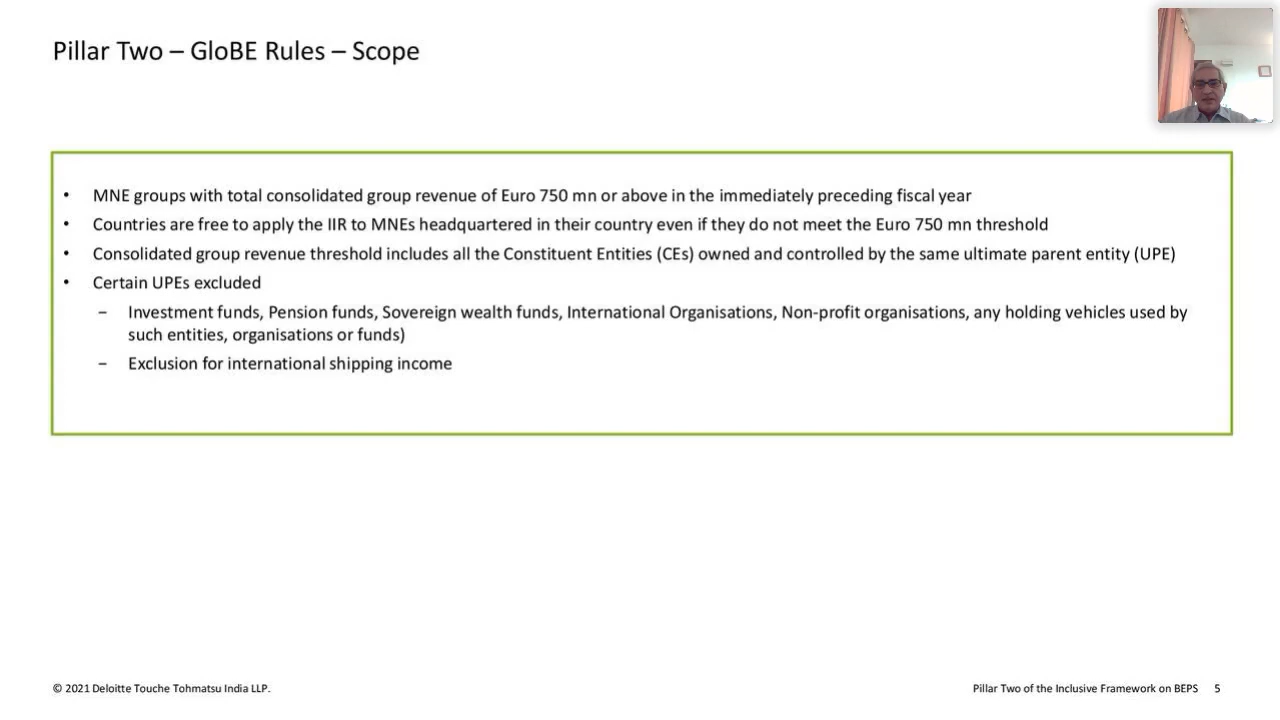 Pillar Two – GloBE Rules – Scope
• MNE groups with total consolidated group revenue of Euro 750 mn or above in the immediately preceding fiscal year
• Countries are free to apply the IIR to MNEs headquartered in their country even if they do not meet the Euro 750 mn threshold
• Consolidated group revenue threshold includes all the Constituent Entities (CEs) owned and controlled by the same ultimate parent entity (UPE)
• Certain UPEs excluded
– Investment funds, Pension funds, Sovereign wealth funds, International Organisations, Non-profit organisations, any holding vehicles used by
such entities, organisations or funds)
– Exclusion for international shipping income
© 2021 Deloitte Touche Tohmatsu India LLP.
Pillar Two of the Inclusive Framework on BEPS 5